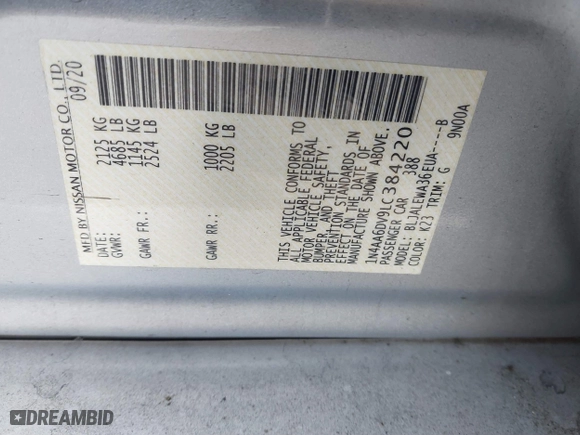 MFD BY NISSAN MOTOR CO., LTD.
DATE: 09/20
GVWR: 2125 KG
4685 LB
GAWR FR.: 1145 KG
2524 LB
GAWR RR.: 1000 KG
2205 LB
THIS VEHICLE CONFORMS TO
ALL APPLICABLE FEDERAL
MOTOR VEHICLE SAFETY,
BUMPER, AND THEFT
PREVENTION STANDARDS IN
EFFECT ON THE DATE OF
MANUFACTURE SHOWN ABOVE.
1N4AA6DV9LC384220
PASSENGER CAR 388
MODEL: BLJALEWA36EUA----B
COLOR: K23 TRIM: G 9N00A
DREAMBID